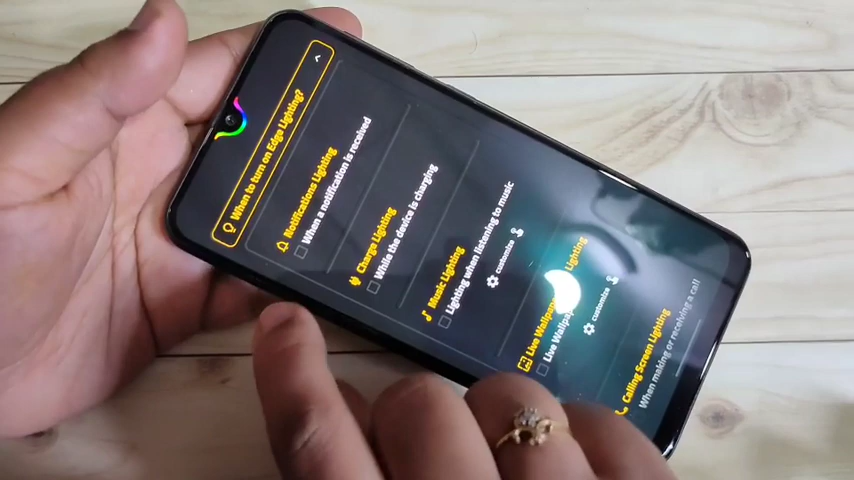 When to turn on Edge Lighting?
Notifications Lighting
When a notification is received
Charge Lighting
While the device is charging
Music Lighting
Lighting when listening to music
customize
Live Wallpaper Lighting
Live Wallpa
customize
Calling Screen Lighting
When making or receiving a call